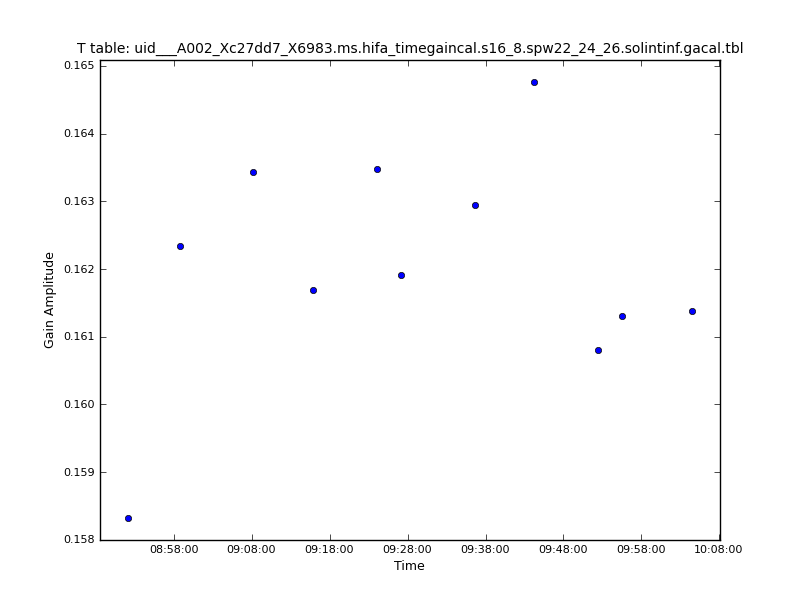 T table: uid___A002_Xc27dd7_X6983.ms.hifa_timegaincal.s16_8.spw22_24_26.solintinf.gacal.tbl
0.165
0.164
0.163
0.162
0.161
0.160
0.159
0.158
Gain Amplitude
08:58:00 09:08:00 09:18:00 09:28:00 09:38:00 09:48:00 09:58:00 10:08:00
Time